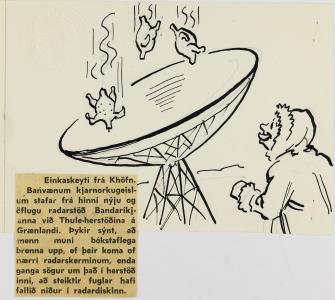 Einkaskeyti frá Khöfn.
Banvænum kjarnorkugeisl-
um stafar frá hinni nýju og
öflugu radarstöð Bandaríkj-
anna við Thule-herstöðina á
Grænlandi. Þykir sýnt, að
menn muni bókstaflega
brenna upp, ef þeir koma of
nærri radarskerminum, enda
ganga sögur um það í herstöð
inni, að steiktir fuglar hafi
fallið niður í radardiskinn.